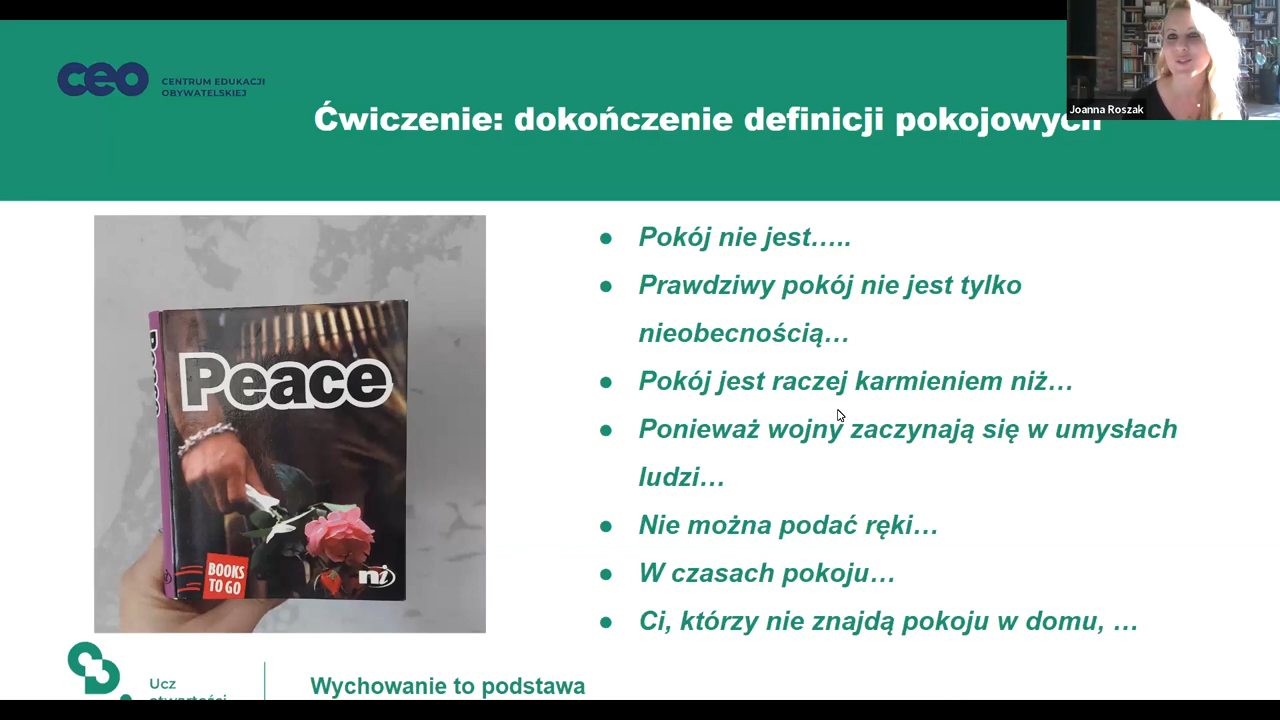 ceo
CENTRUM EDUKACJI
OBYWATELSKIEJ
Ćwiczenie: dokończenie definicji pokojowych
Joanna Roszak
Peace
Peace
BOOKS
TO GO
ni
● Pokój nie jest…..
● Prawdziwy pokój nie jest tylko
nieobecnością…
● Pokój jest raczej karmieniem niż…
● Ponieważ wojny zaczynają się w umysłach
ludzi…
● Nie można podać ręki…
● W czasach pokoju…
● Ci, którzy nie znajdą pokoju w domu, …
Ucz
otwartości
Wychowanie to podstawa